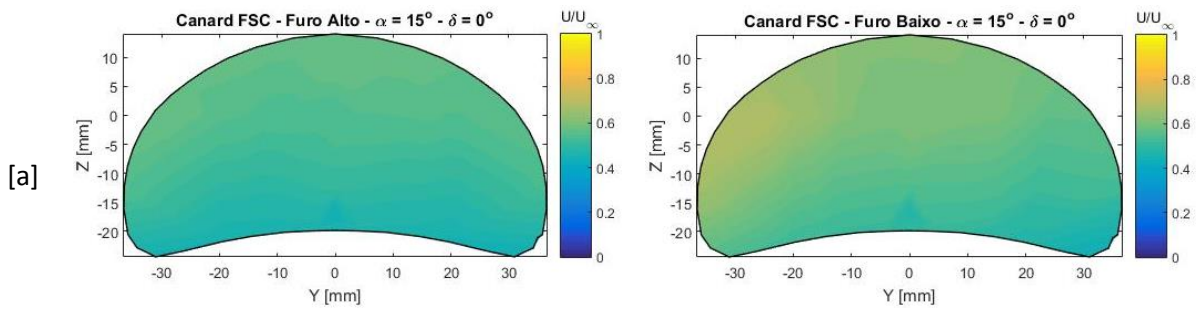 [a]
Canard FSC - Furo Alto - α = 15° - δ = 0°
U/U∞
10
5
0
-5
-10
-15
-20
Z [mm]
-30 -20 -10 0 10 20 30
Y [mm]
1
0.8
0.6
0.4
0.2
0
Canard FSC - Furo Baixo - α = 15° - δ = 0°
U/U∞
10
5
0
-5
-10
-15
-20
Z [mm]
-30 -20 -10 0 10 20 30
Y [mm]
1
0.8
0.6
0.4
0.2
0